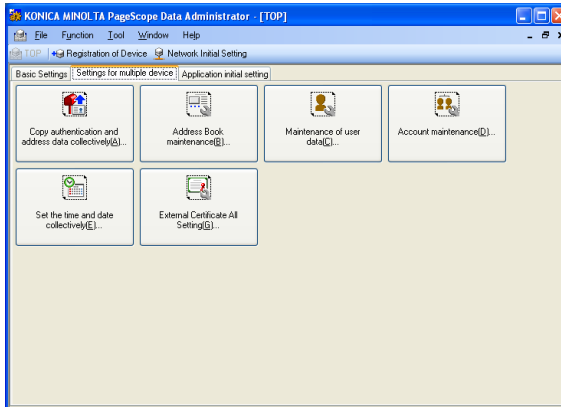 KONICA MINOLTA PageScope Data Administrator - [TOP]
File Function Tool Window Help
TOP Registration of Device Network Initial Setting
Basic Settings Settings for multiple device Application initial setting
Copy authentication and
address data collectively(A)...
Address Book
maintenance(B)...
Maintenance of user
data(C)...
Account maintenance(D)...
Set the time and date
collectively(E)...
External Certificate All
Setting(G)...